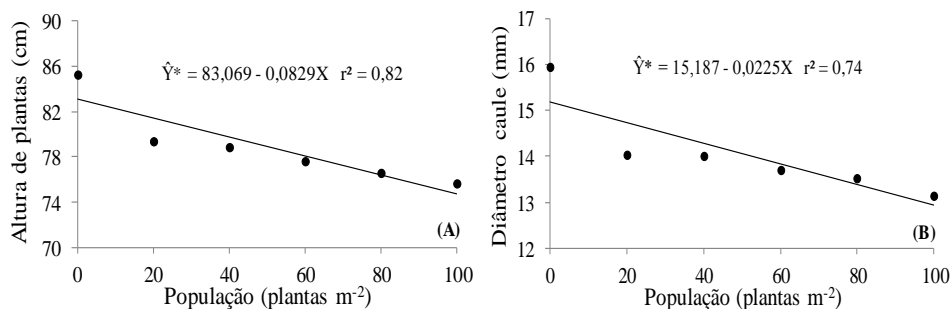 Altura de plantas (cm)
90
86
82
78
74
70
Ŷ* = 83,069 - 0,0829X r² = 0,82
(A)
0 20 40 60 80 100
População (plantas m⁻²)
Diâmetro caule (mm)
17
16
15
14
13
12
Ŷ* = 15,187 - 0,0225X r² = 0,74
(B)
0 20 40 60 80 100
População (plantas m⁻²)